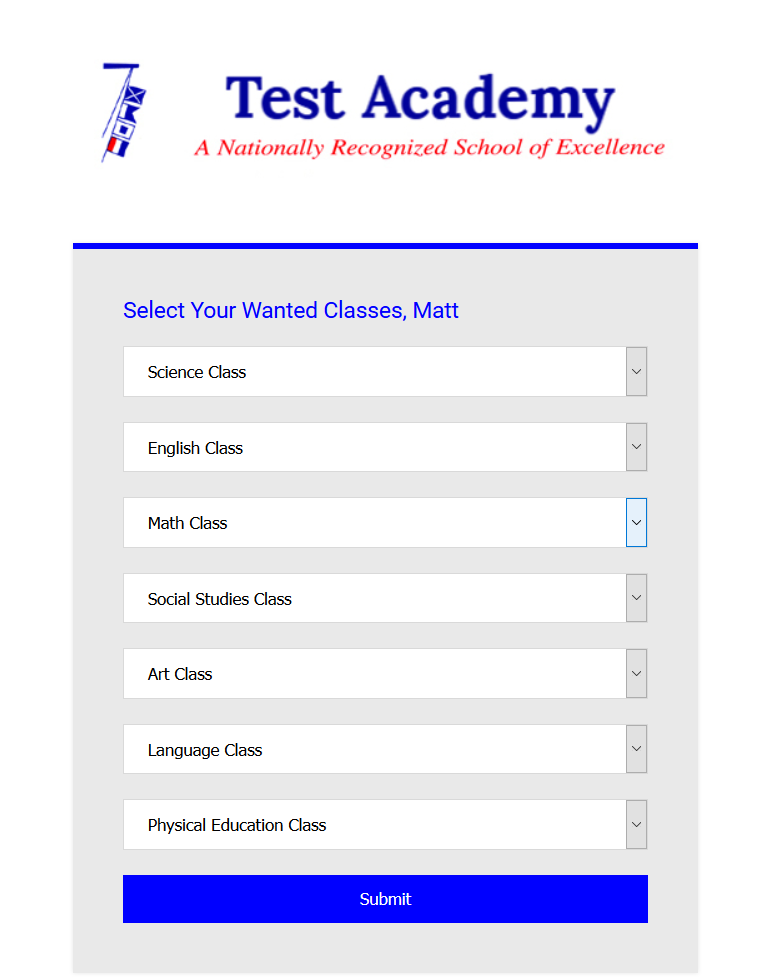 Test Academy
A Nationally Recognized School of Excellence
Select Your Wanted Classes, Matt
Science Class
English Class
Math Class
Social Studies Class
Art Class
Language Class
Physical Education Class
Submit